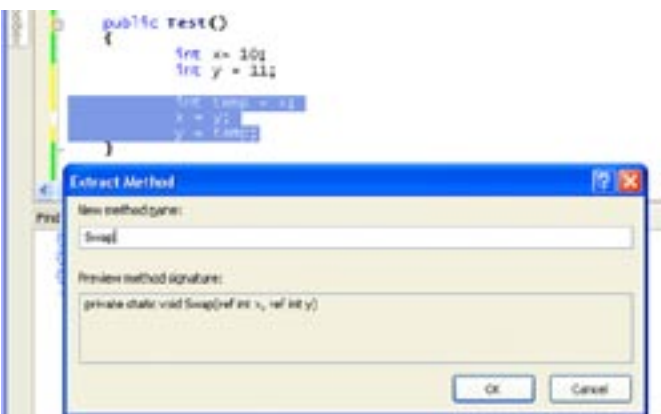 public Test()
{
int x= 10;
int y = 11;
int temp = x;
x = y;
y = temp;
}
Extract Method
New method name:
Swap
Find
Preview method signature:
private static void Swap(ref int x, ref int y)
OK
Cancel